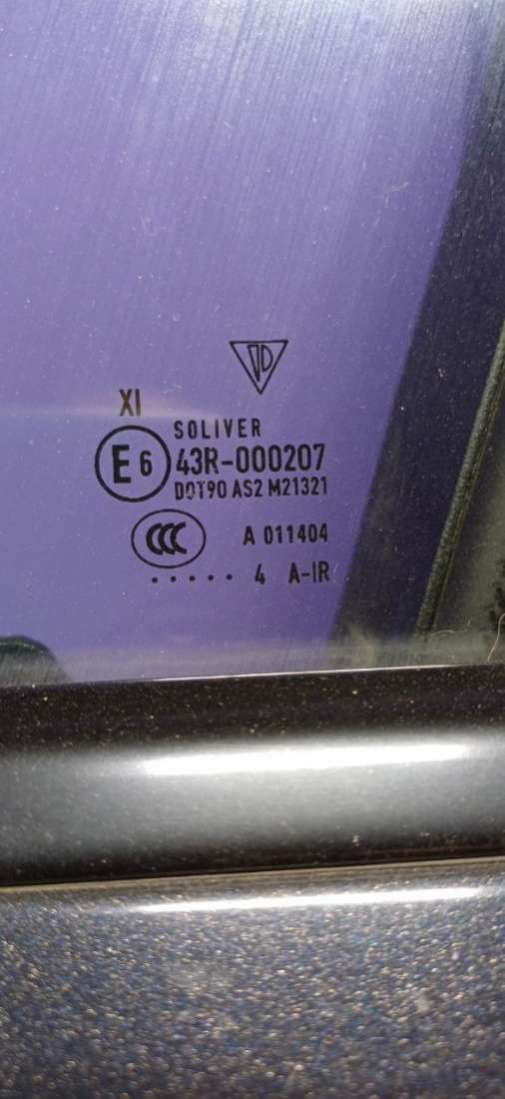 XI
SOLIVER
E6 43R-000207
DOT90 AS2 M21321
CCC A 011404
..... 4 A-IR